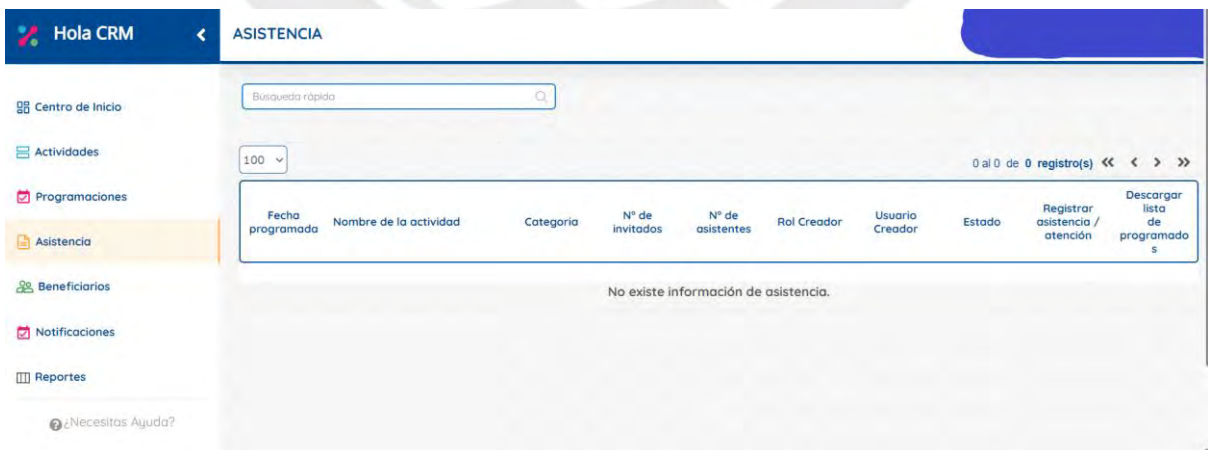 Hola CRM
ASISTENCIA
Búsqueda rápida
Centro de Inicio
Actividades
Programaciones
Asistencia
Beneficiarios
Notificaciones
Reportes
¿Necesitas Ayuda?
100
0 al 0 de 0 registro(s)
Fecha
programada
Nombre de la actividad
Categoria
N° de
invitados
N° de
asistentes
Rol Creador
Usuario
Creador
Estado
Registrar
asistencia /
atención
Descargar
lista
de
programado
s
No existe información de asistencia.